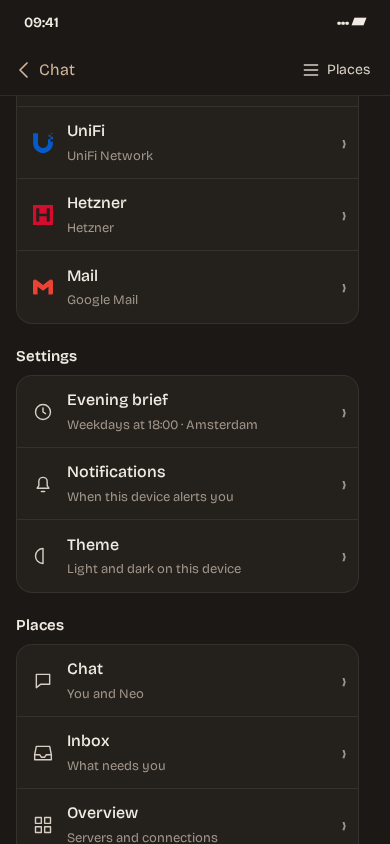 09:41
Chat
Places
UniFi
UniFi Network
Hetzner
Hetzner
Mail
Google Mail
Settings
Evening brief
Weekdays at 18:00 · Amsterdam
Notifications
When this device alerts you
Theme
Light and dark on this device
Places
Chat
You and Neo
Inbox
What needs you
Overview
Servers and connections